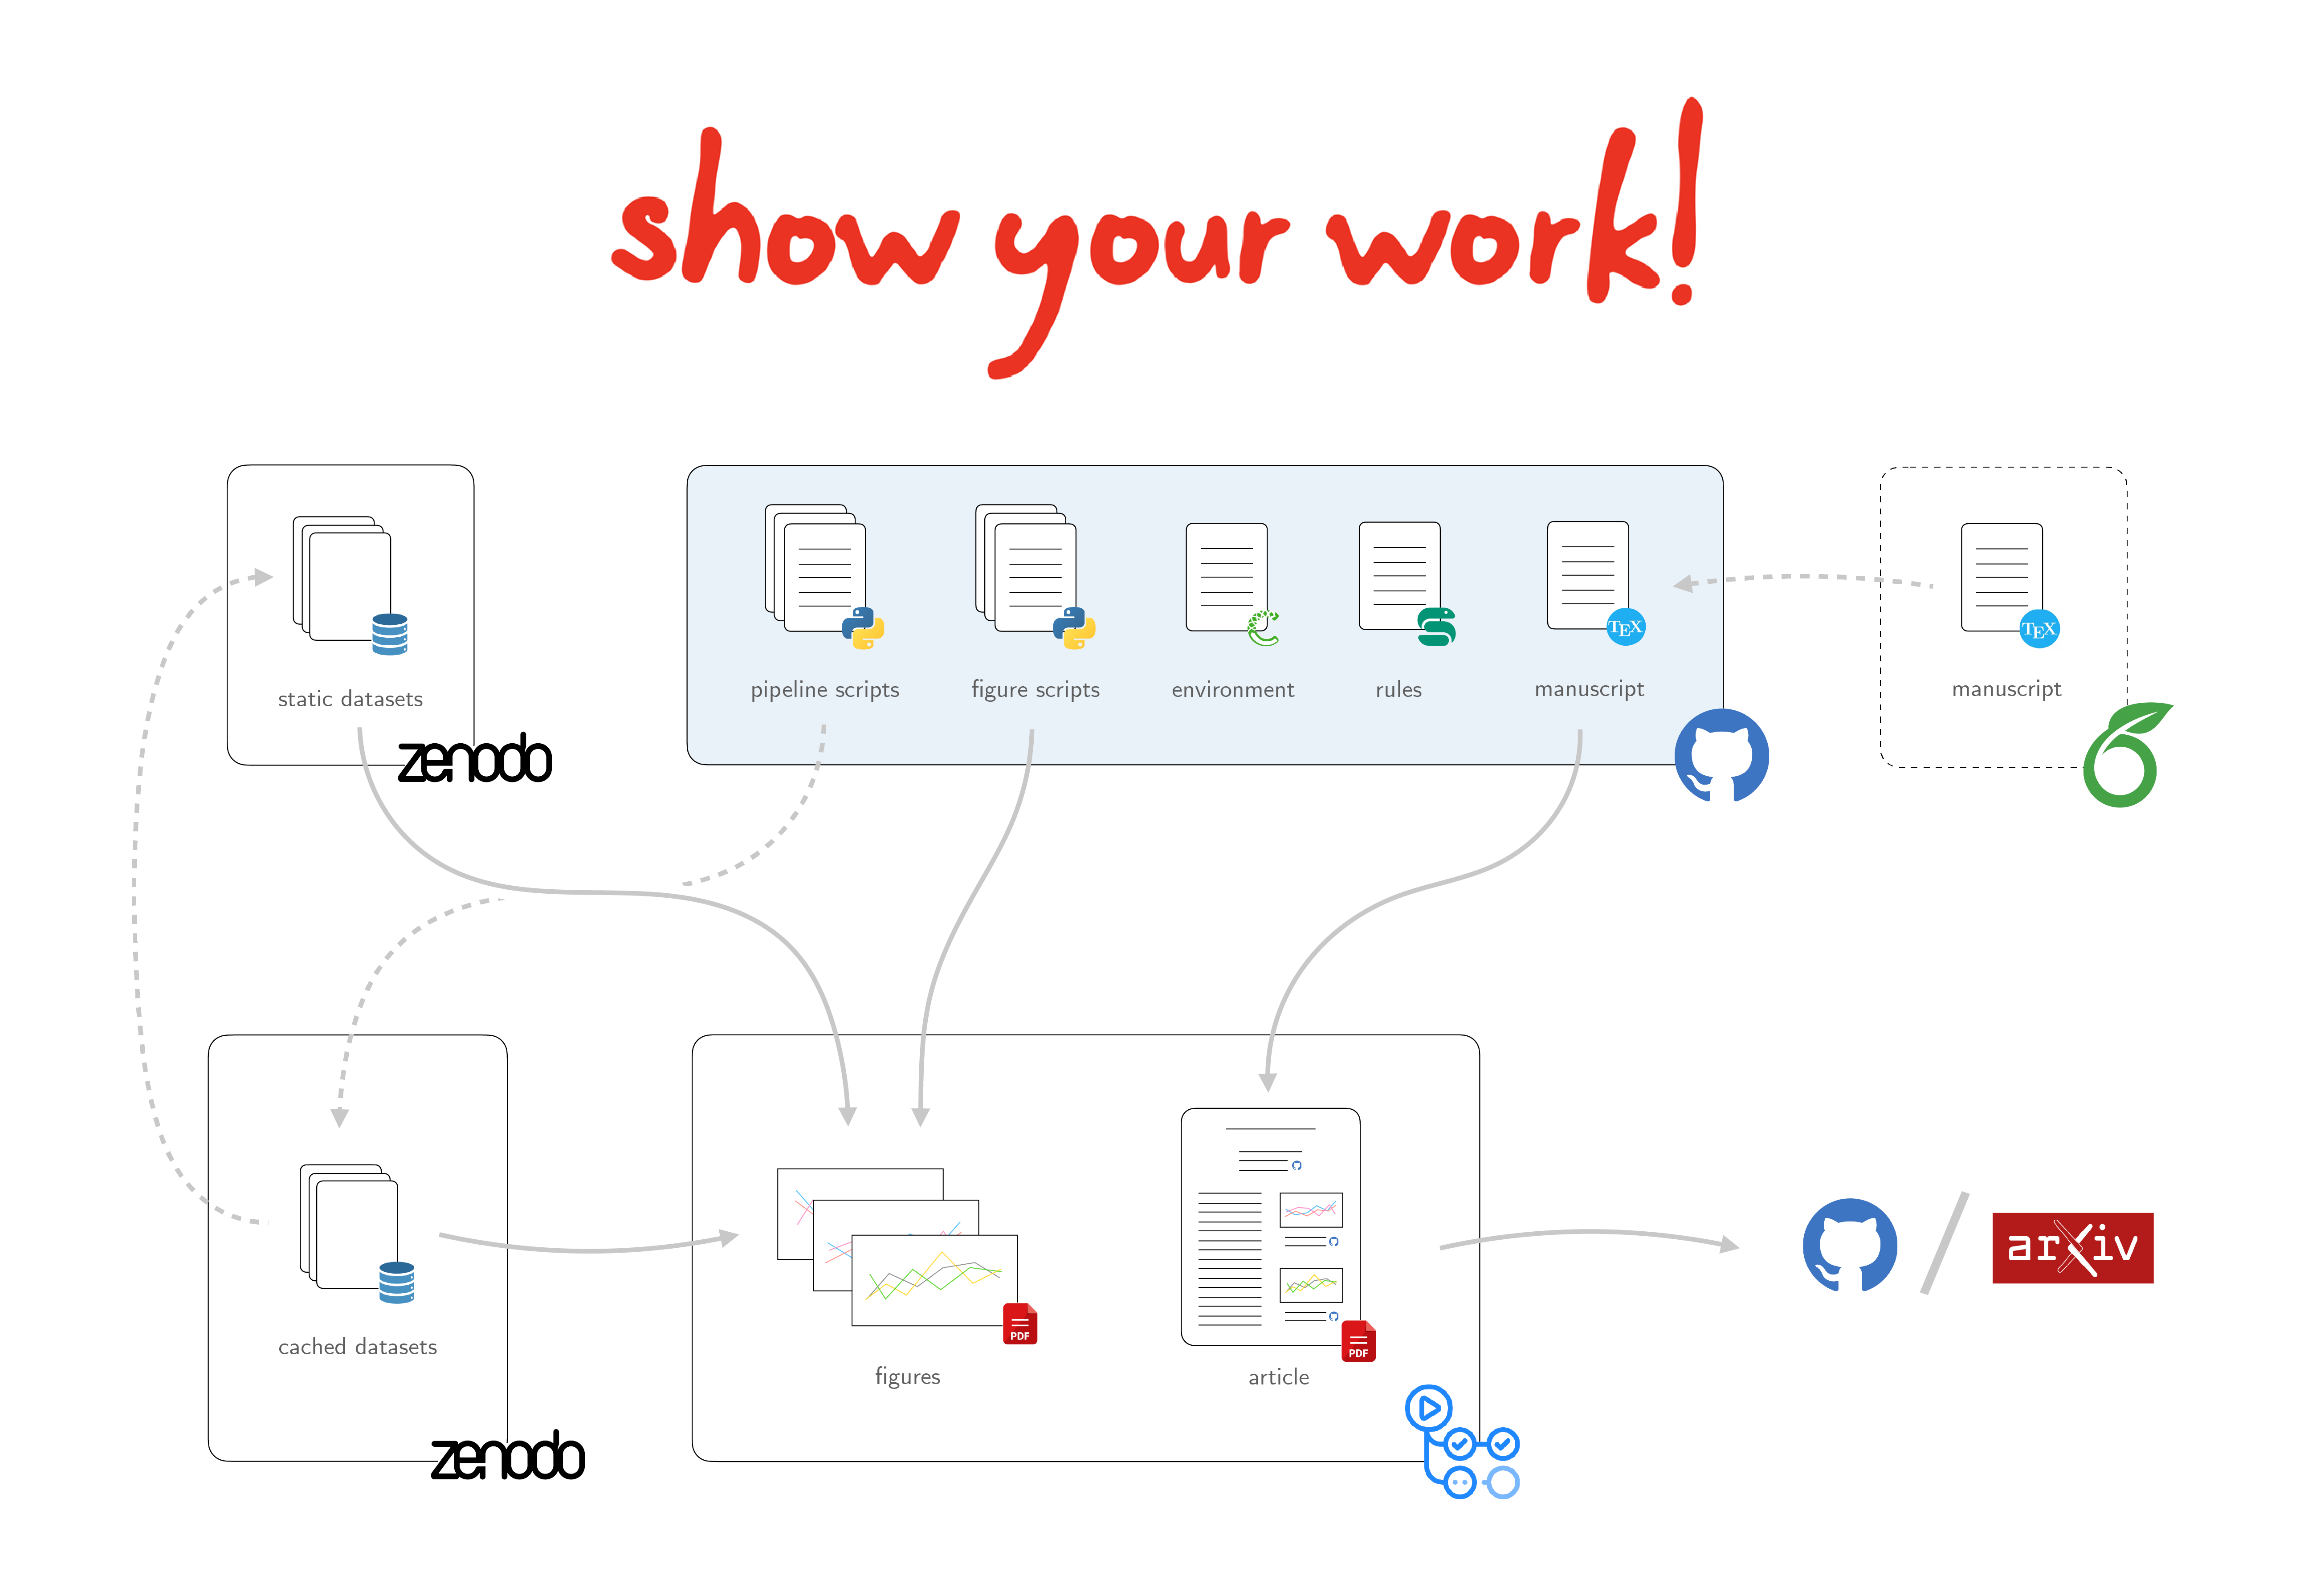 show your work!
static datasets
zenodo
pipeline scripts
figure scripts
environment
rules
TEX
manuscript
TEX
manuscript
cached datasets
zenodo
PDF
figures
PDF
article
arXiv